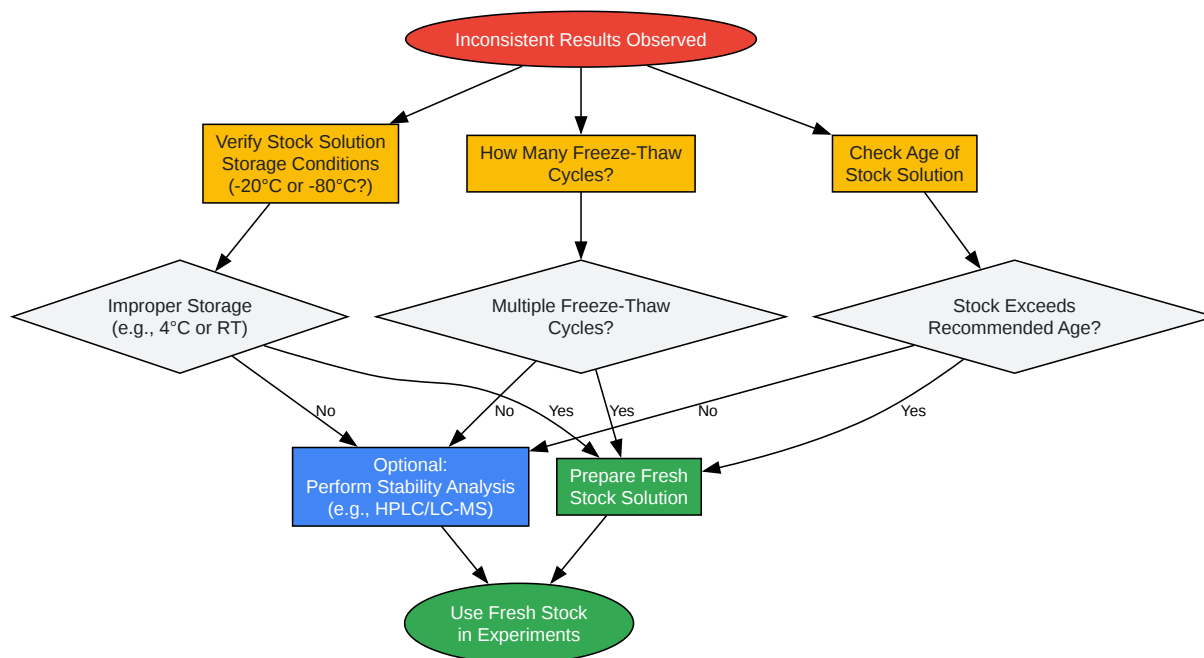 Inconsistent Results Observed
Verify Stock Solution
Storage Conditions
(-20°C or -80°C?)
How Many Freeze-Thaw
Cycles?
Check Age of
Stock Solution
Improper Storage
(e.g., 4°C or RT)
Multiple Freeze-Thaw
Cycles?
Stock Exceeds
Recommended Age?
No
Yes
No
Yes
No
Yes
Optional:
Perform Stability Analysis
(e.g., HPLC/LC-MS)
Prepare Fresh
Stock Solution
Use Fresh Stock
in Experiments